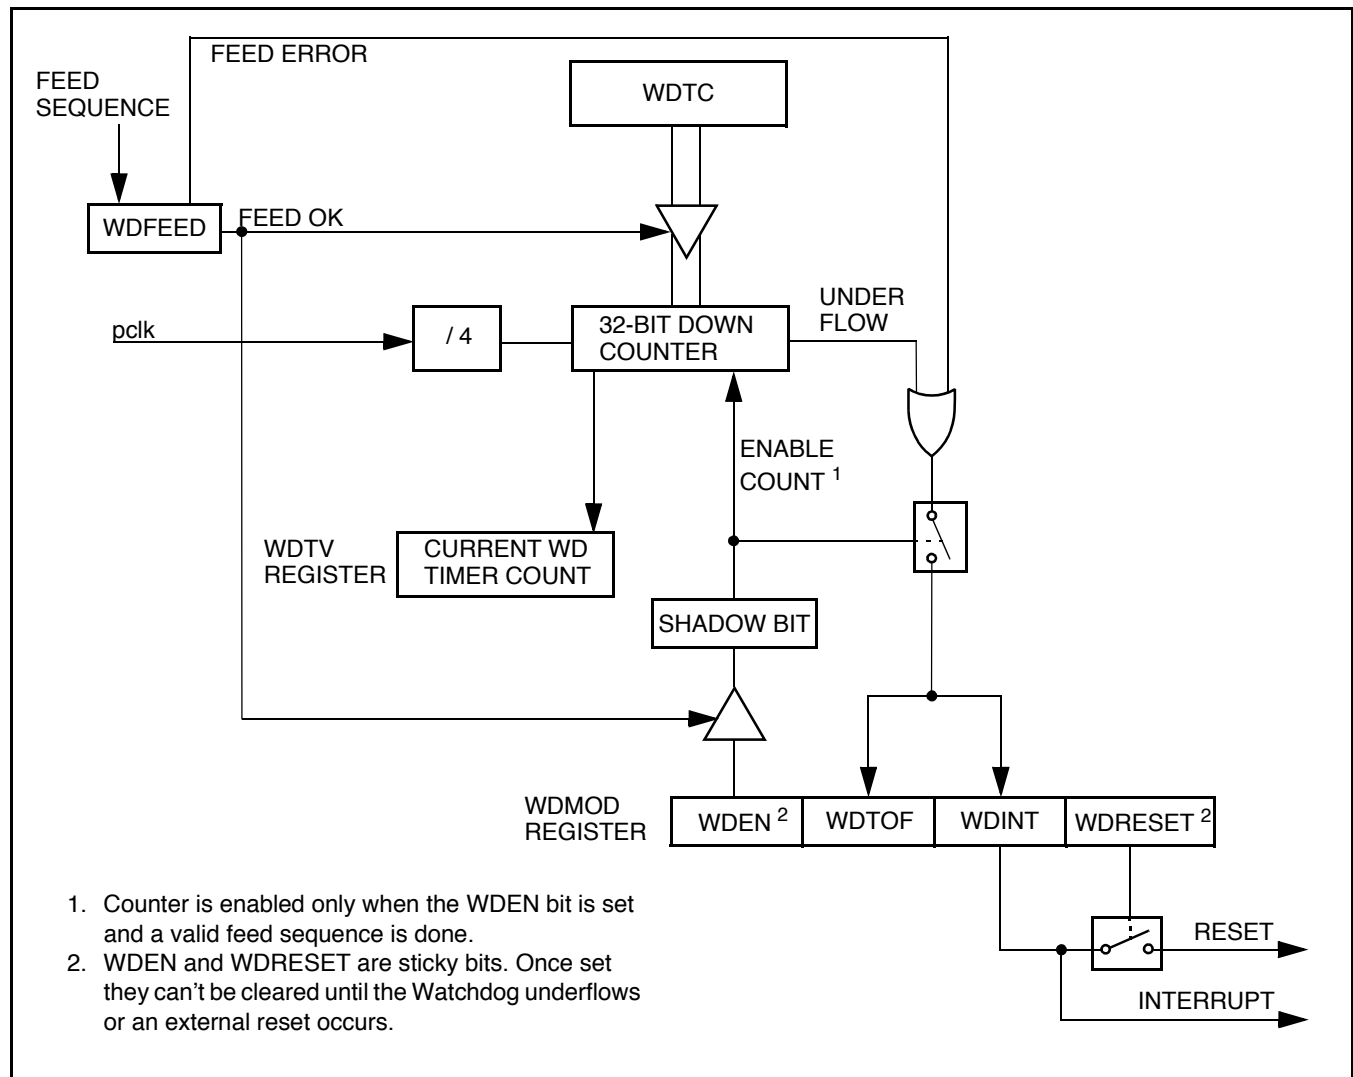 FEED ERROR
FEED
SEQUENCE
WDTC
WDFEED
FEED OK
UNDER
FLOW
pclk
/ 4
32-BIT DOWN
COUNTER
ENABLE
COUNT 1
WDTV
REGISTER
CURRENT WD
TIMER COUNT
SHADOW BIT
WDMOD
REGISTER
WDEN 2
WDTOF
WDINT
WDRESET 2
1. Counter is enabled only when the WDEN bit is set
and a valid feed sequence is done.
2. WDEN and WDRESET are sticky bits. Once set
they can't be cleared until the Watchdog underflows
or an external reset occurs.
RESET
INTERRUPT